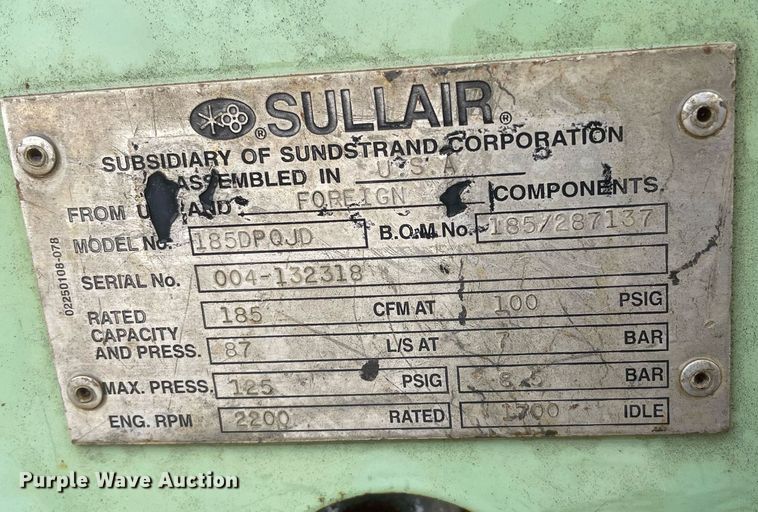 SULLAIR®
SUBSIDIARY OF SUNDSTRAND CORPORATION
ASSEMBLED IN U.S.A
FROM AND FOREIGN COMPONENTS.
MODEL No. 185DPQJD B.O.M No. 185/287137
SERIAL No. 004-132318
RATED CAPACITY AND PRESS. 185 CFM AT 100 PSIG
87 L/S AT 7 BAR
MAX. PRESS. 125 PSIG 8.5 BAR
ENG. RPM 2200 RATED 1700 IDLE
02250108-078
Purple Wave Auction